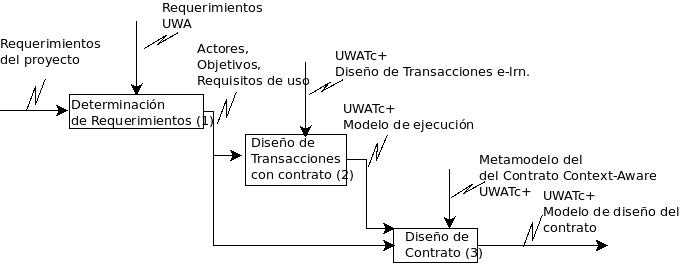 Requerimientos
UWA
Requerimientos
del proyecto
Actores,
Objetivos,
Requisitos de uso
UWATc+
Diseño de Transacciones e-lrn.
Determinación
de Requerimientos (1)
UWATc+
Modelo de ejecución
Diseño de
Transacciones
con contrato (2)
Metamodelo del
del Contrato Context-Aware
UWATc+
UWATc+
Modelo de diseño del
contrato
Diseño de
Contrato (3)